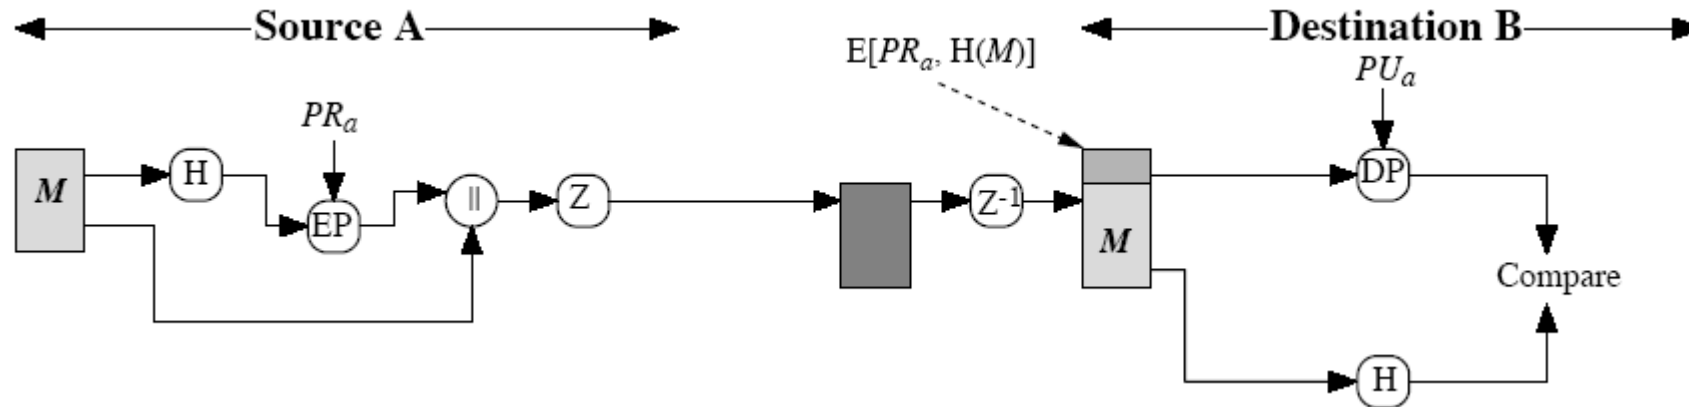 Source A
Destination B
E[PRa, H(M)]
PUa
PRa
M
H
EP
||
Z
Z-1
M
DP
Compare
H